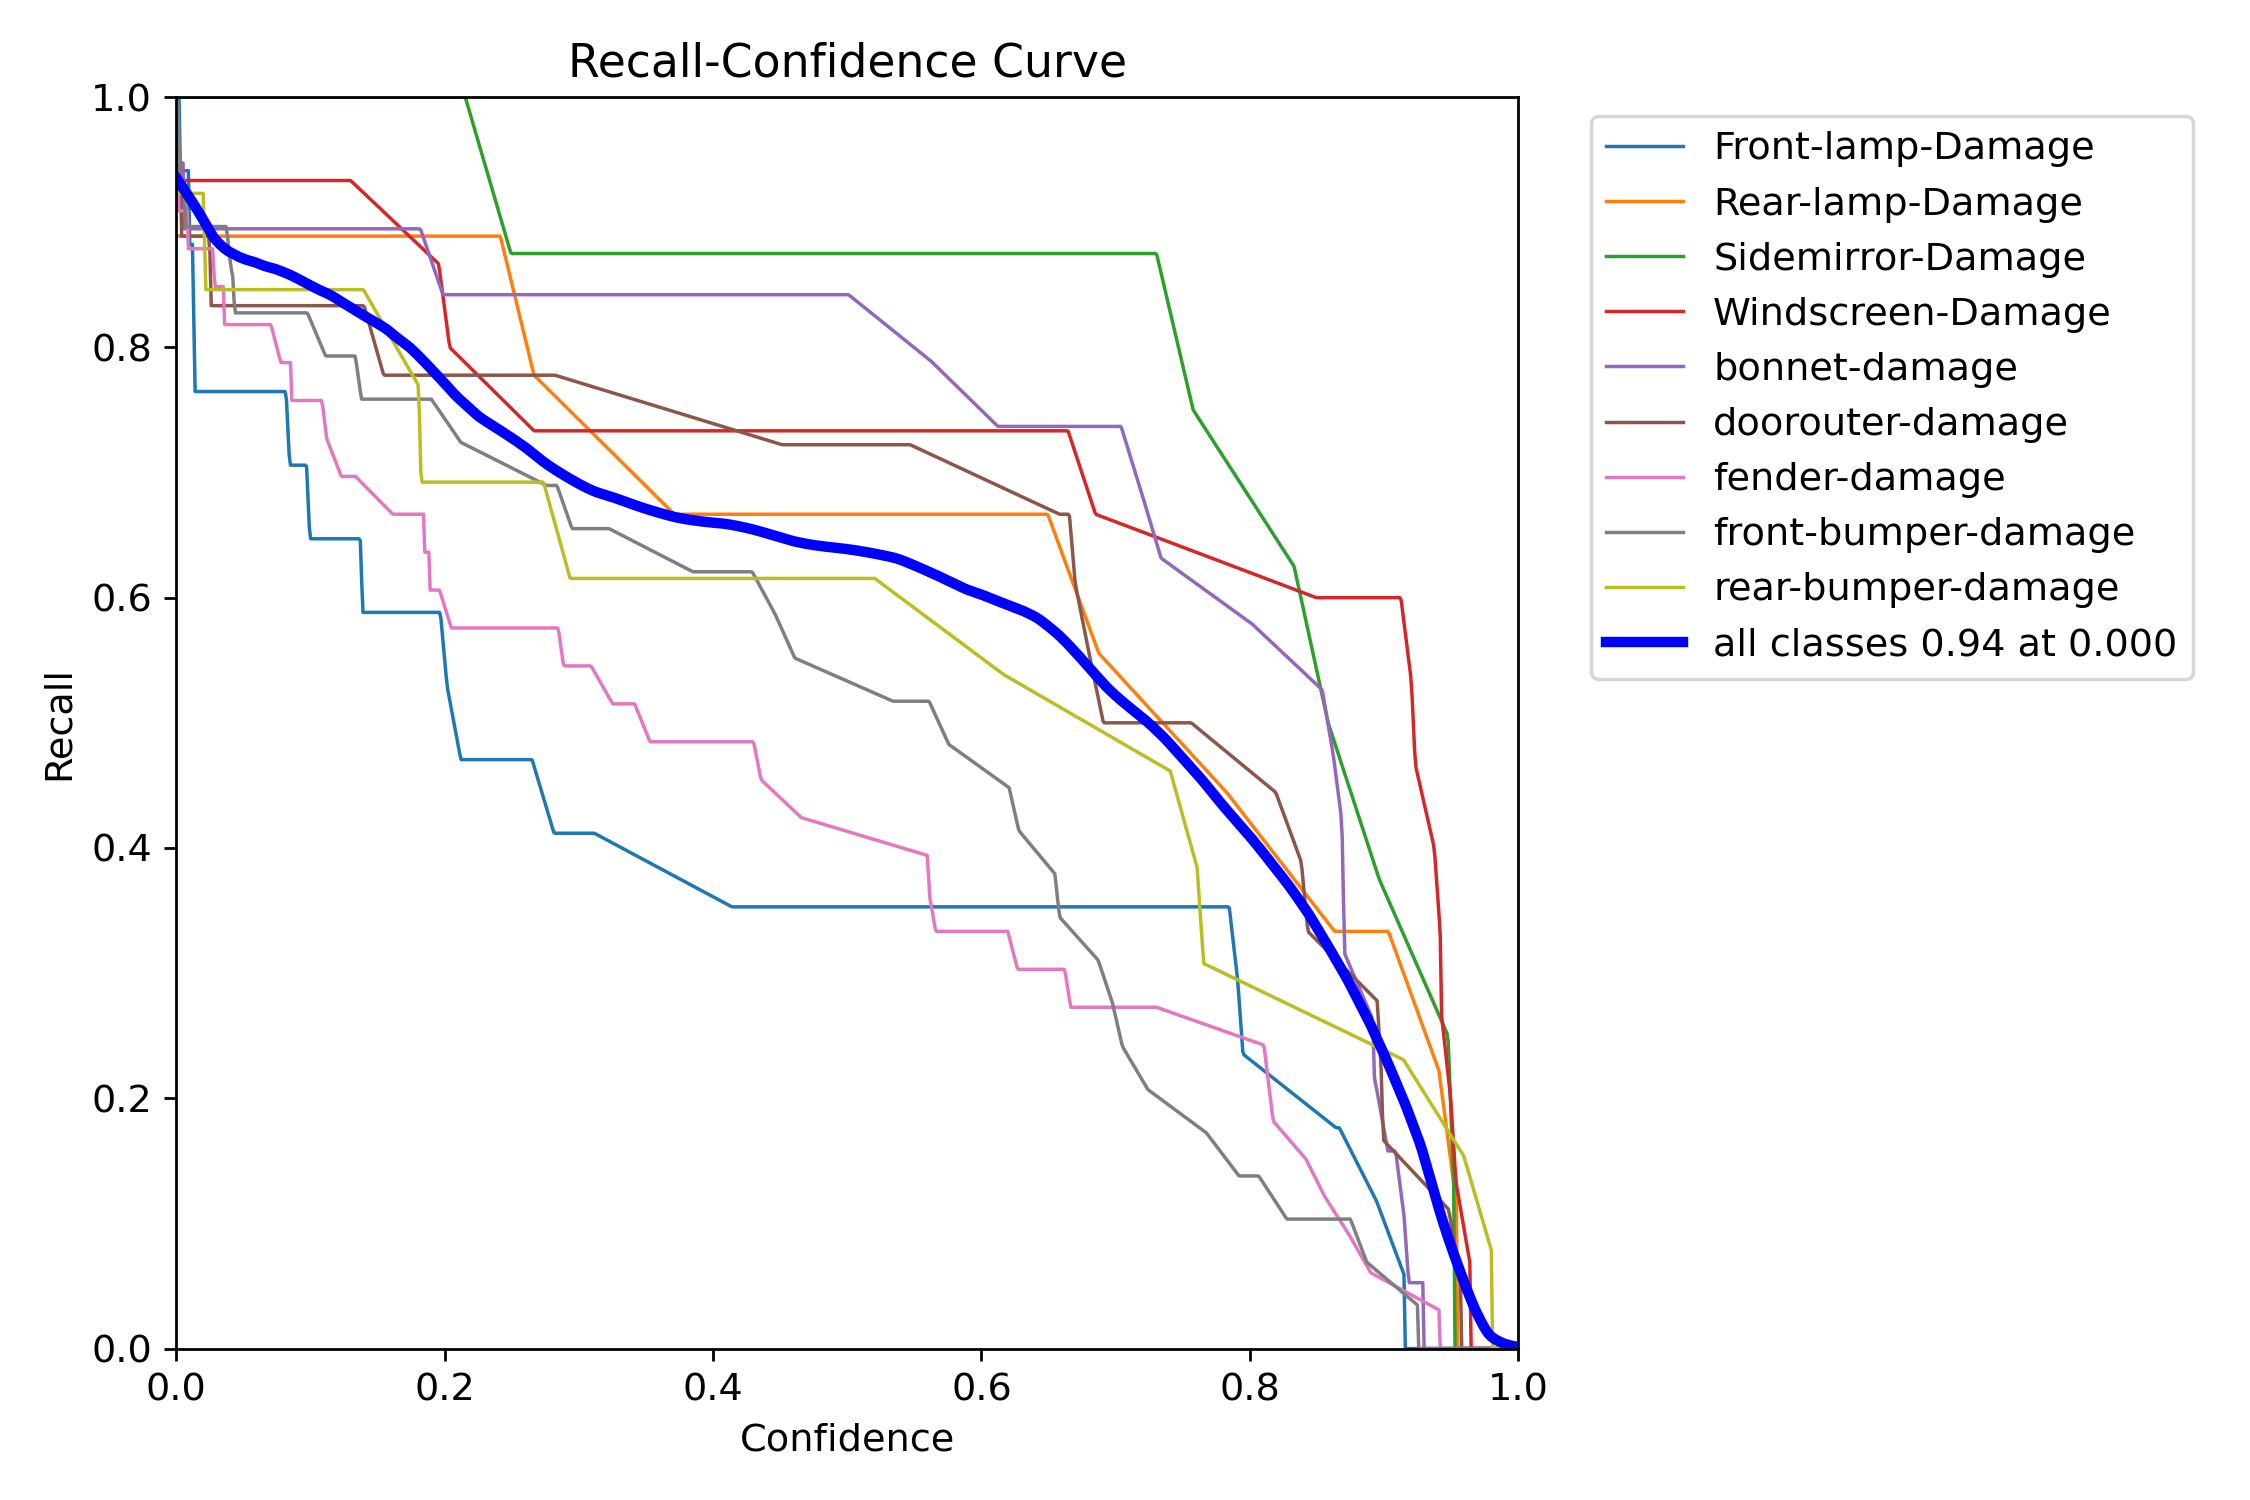 Recall-Confidence Curve
1.0
0.8
0.6
0.4
0.2
0.0
Recall
0.0 0.2 0.4 0.6 0.8 1.0
Confidence
Front-lamp-Damage
Rear-lamp-Damage
Sidemirror-Damage
Windscreen-Damage
bonnet-damage
doorouter-damage
fender-damage
front-bumper-damage
rear-bumper-damage
all classes 0.94 at 0.000